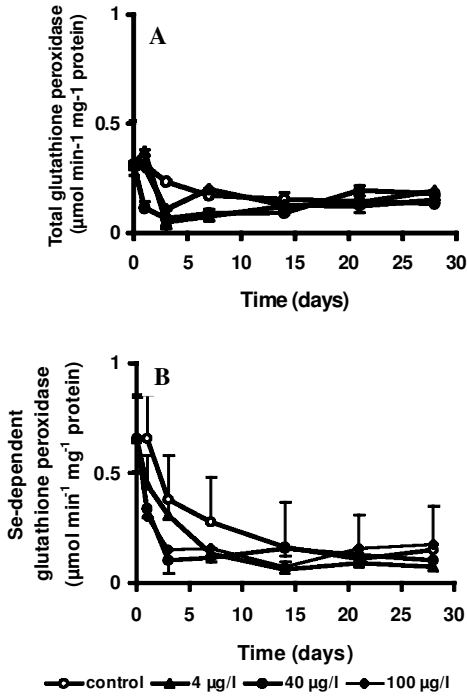 A
Total glutathione peroxidase
(µmol min-1 mg-1 protein)
1
0.5
0
0 5 10 15 20 25 30
Time (days)
B
Se-dependent
glutathione peroxidase
(µmol min-1 mg-1 protein)
1
0.5
0
0 5 10 15 20 25 30
Time (days)
control 4 µg/l 40 µg/l 100 µg/l